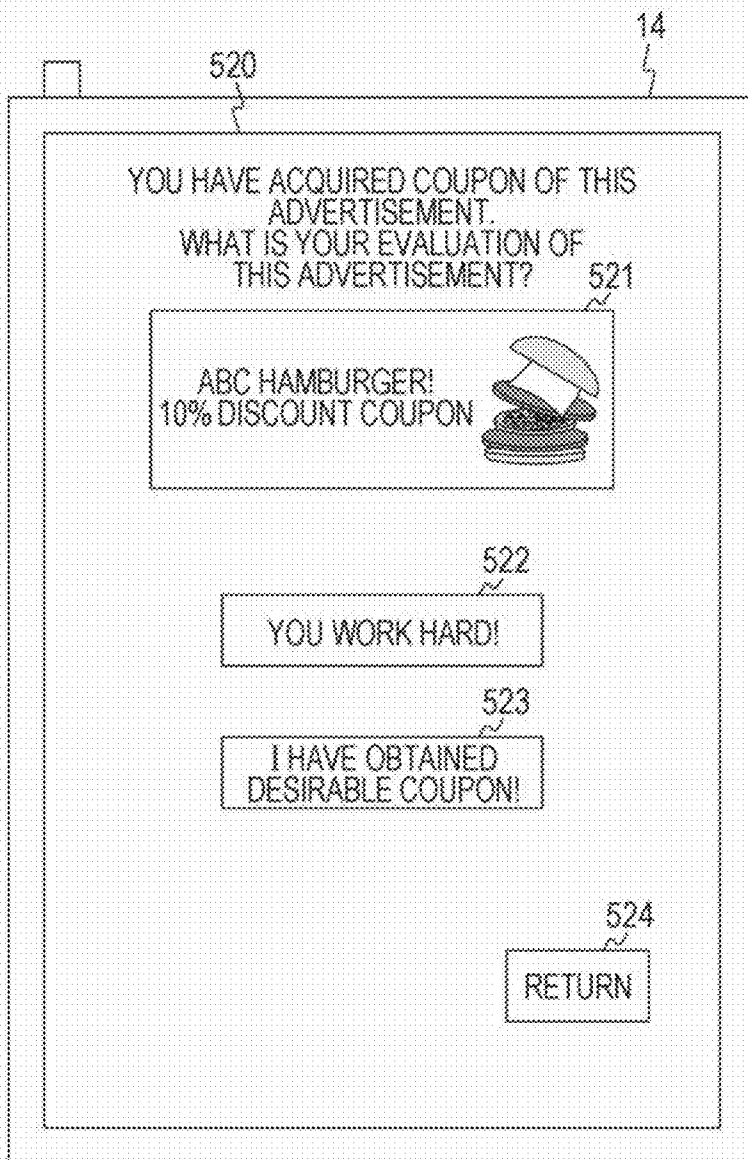 14
520
YOU HAVE ACQUIRED COUPON OF THIS
ADVERTISEMENT.
WHAT IS YOUR EVALUATION OF
THIS ADVERTISEMENT?
521
ABC HAMBURGER!
10% DISCOUNT COUPON
522
YOU WORK HARD!
523
I HAVE OBTAINED
DESIRABLE COUPON!
524
RETURN